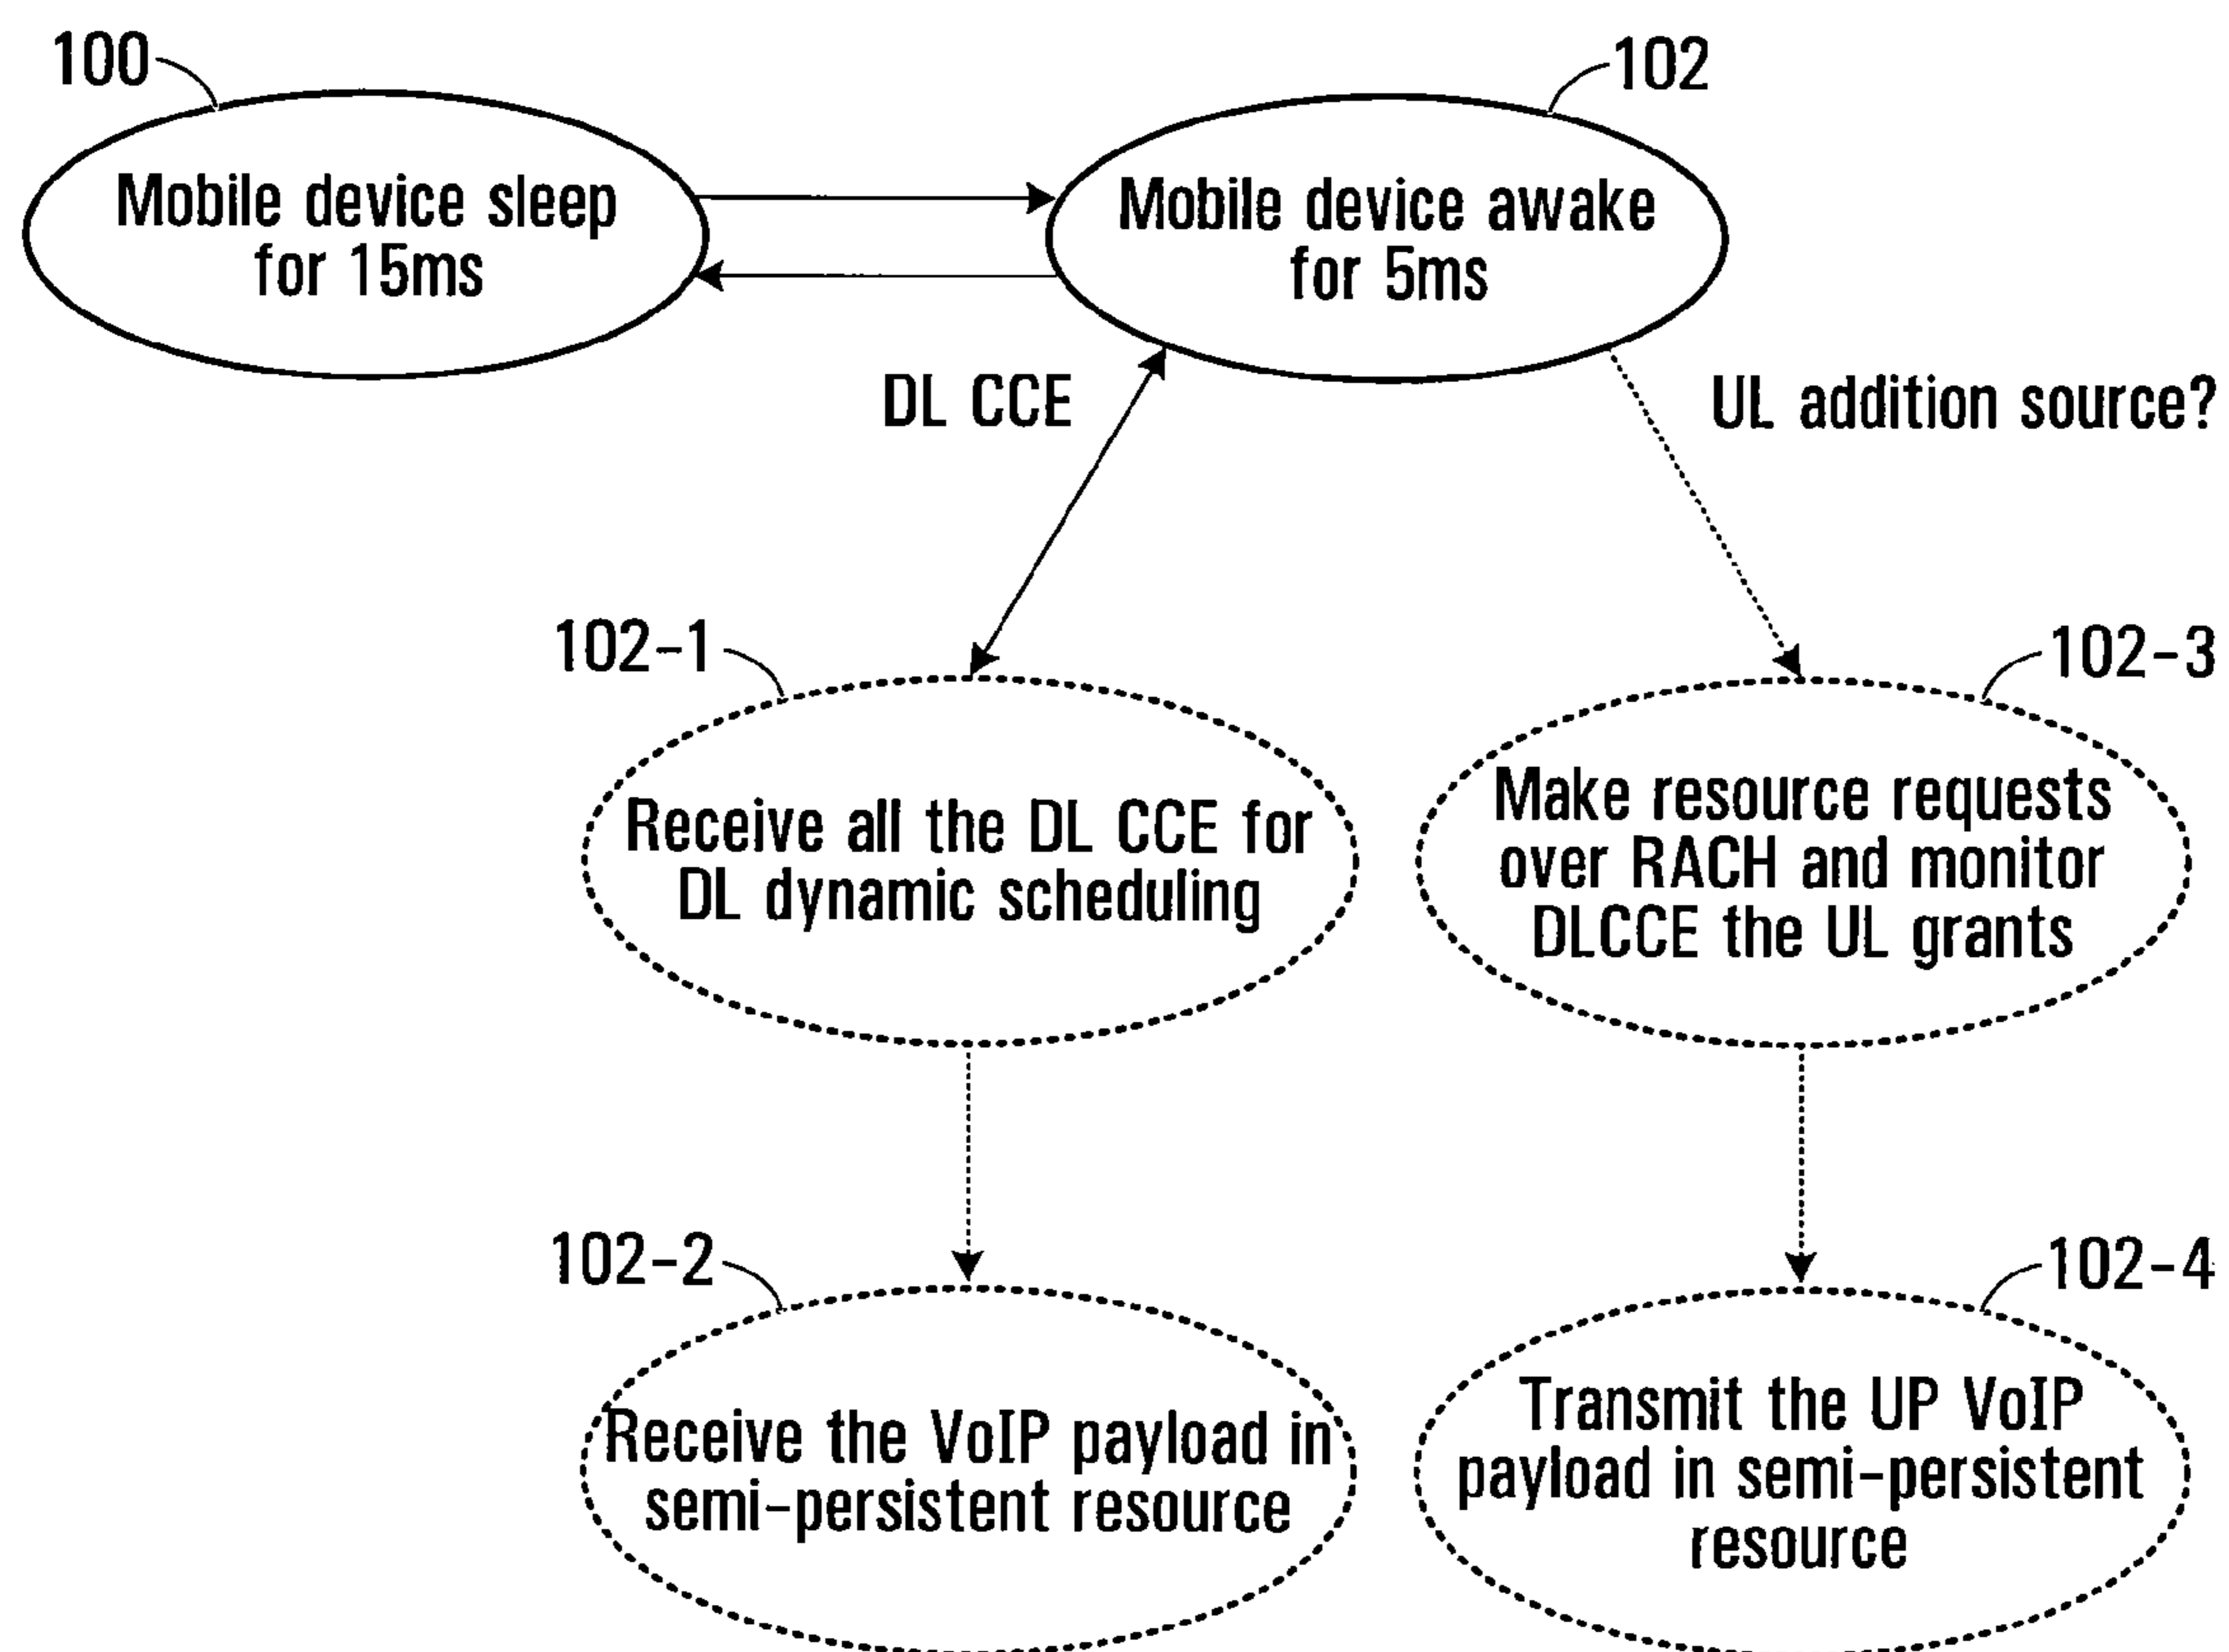 100
102
Mobile device sleep
for 15ms
Mobile device awake
for 5ms
DL CCE
UL addition source?
102-1
102-3
Receive all the DL CCE for
DL dynamic scheduling
Make resource requests
over RACH and monitor
DLCCE the UL grants
102-2
102-4
Receive the VoIP payload in
semi-persistent resource
Transmit the UP VoIP
payload in semi-persistent
resource